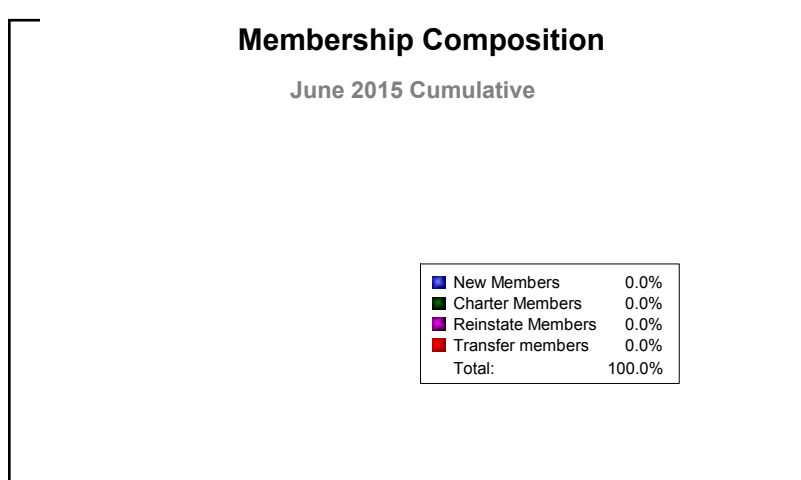 Membership Composition
June 2015 Cumulative
New Members 0.0%
Charter Members 0.0%
Reinstate Members 0.0%
Transfer members 0.0%
Total: 100.0%